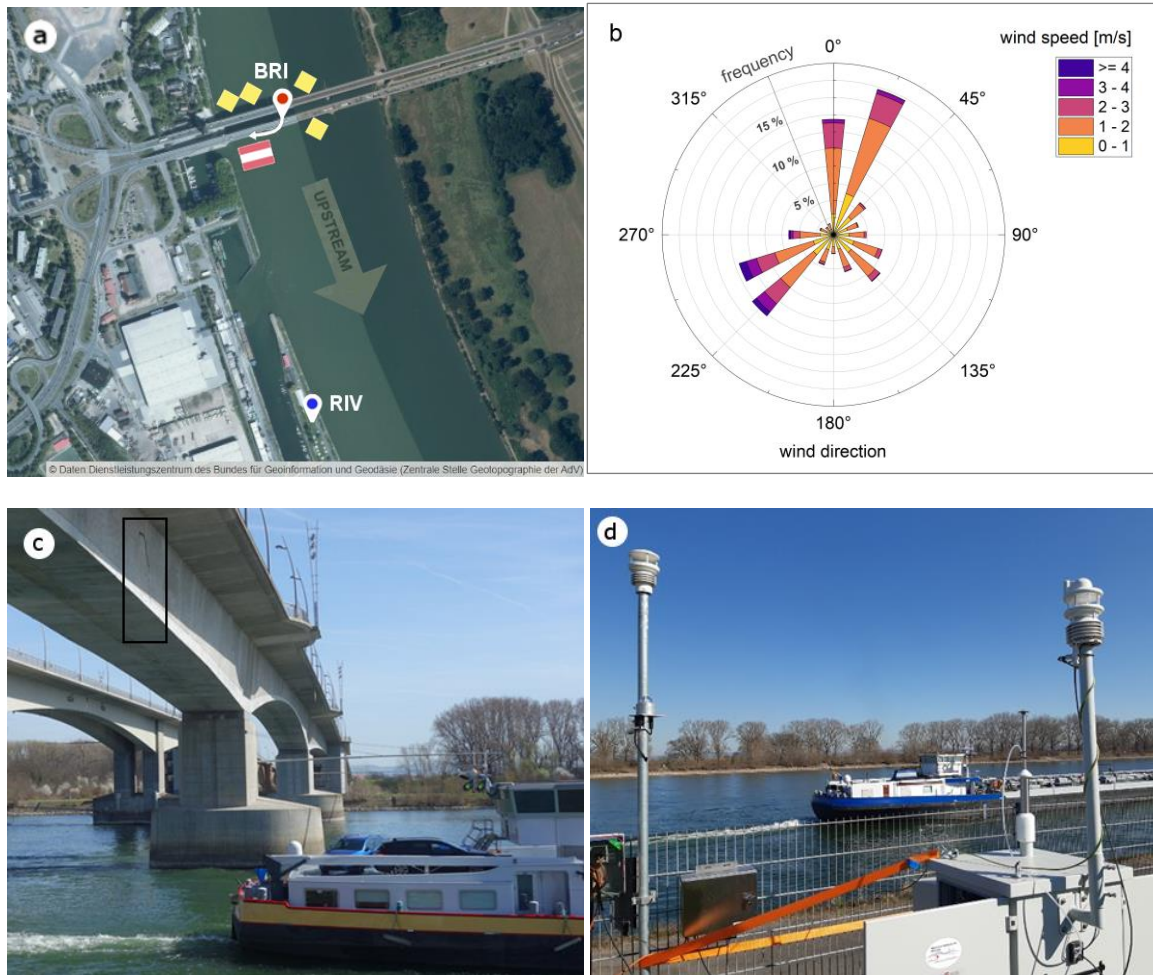 a
BRI
UPSTREAM
RIV
© Daten Dienstleistungszentrum des Bundes für Geoinformation und Geodäsie (Zentrale Stelle Geotopographie der AdV)
b
wind speed [m/s]
>= 4
3 - 4
2 - 3
1 - 2
0 - 1
frequency
0°
45°
90°
135°
180°
225°
270°
315°
15 %
10 %
5 %
wind direction
c
d